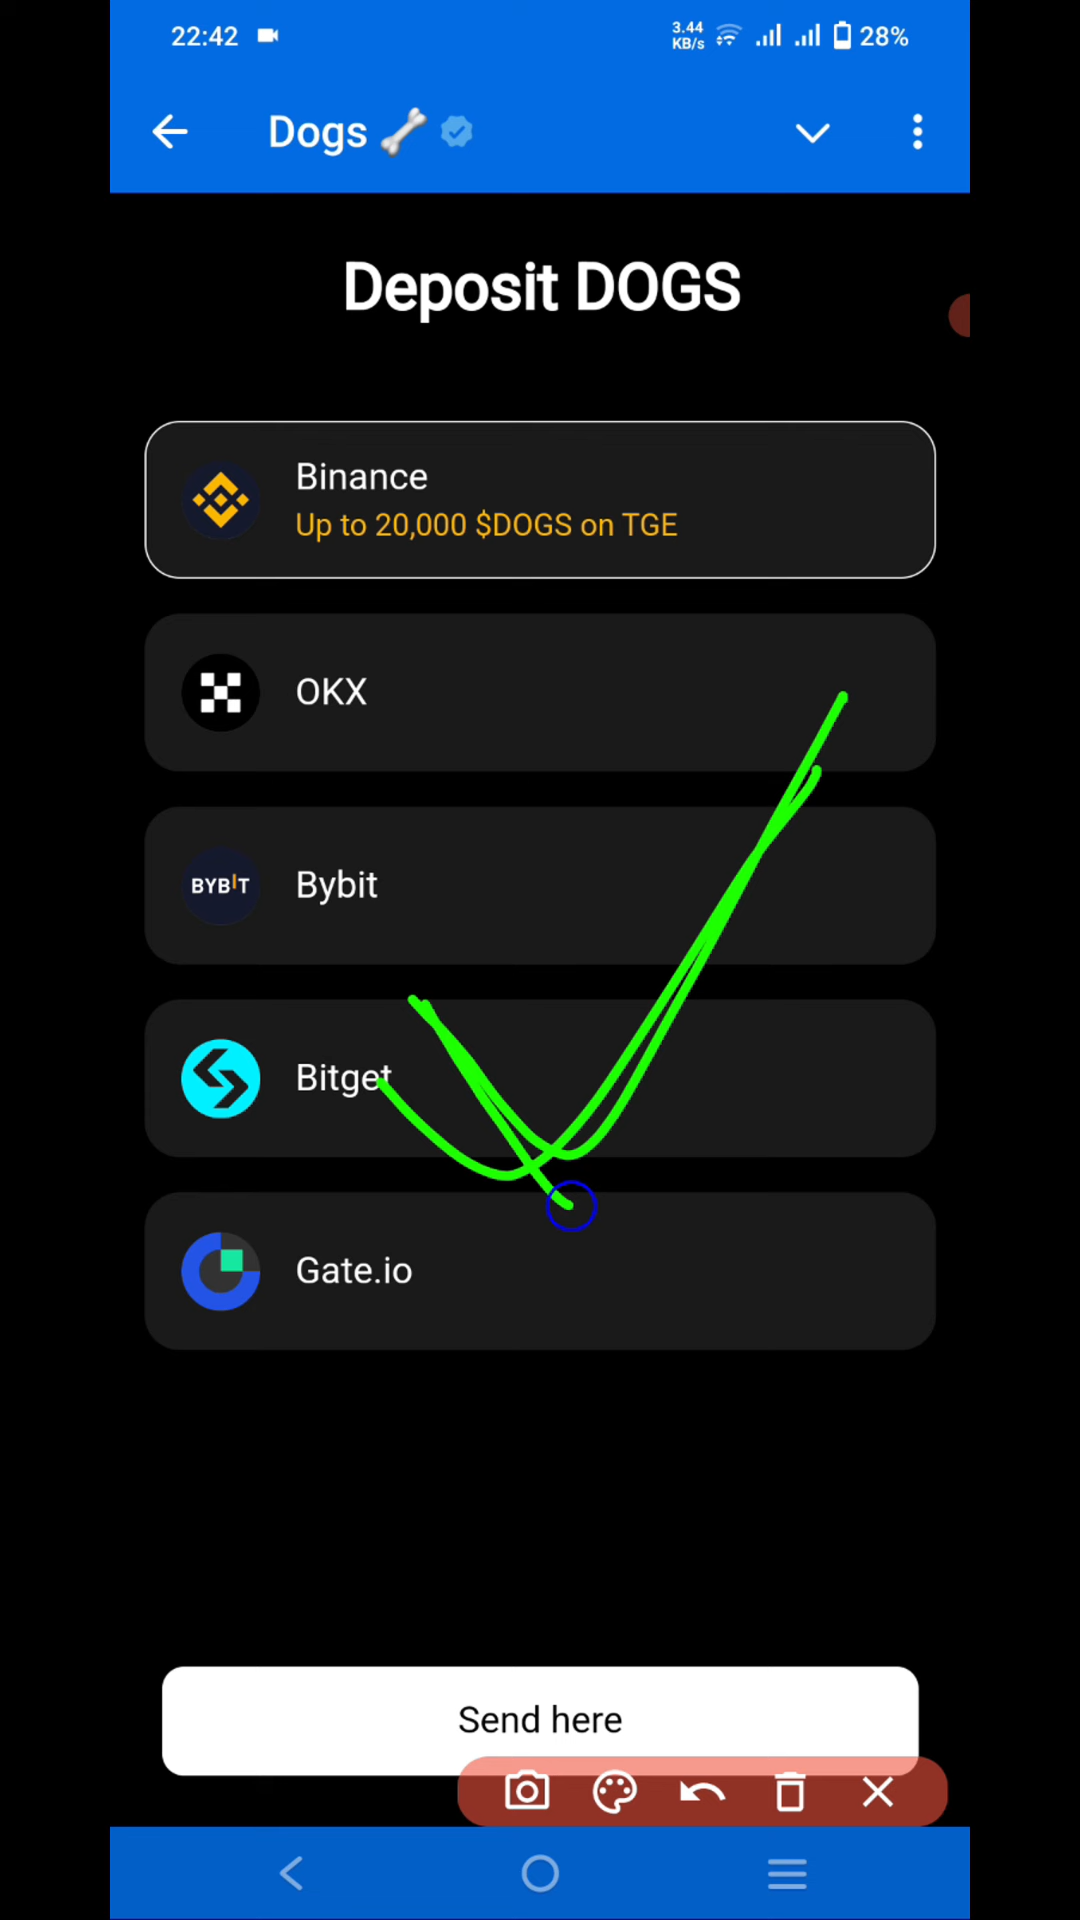 22:42
3.44
KB/s
28%
Dogs
Deposit DOGS
Binance
Up to 20,000 $DOGS on TGE
OKX
BYBIT
Bybit
Bitget
Gate.io
Send here